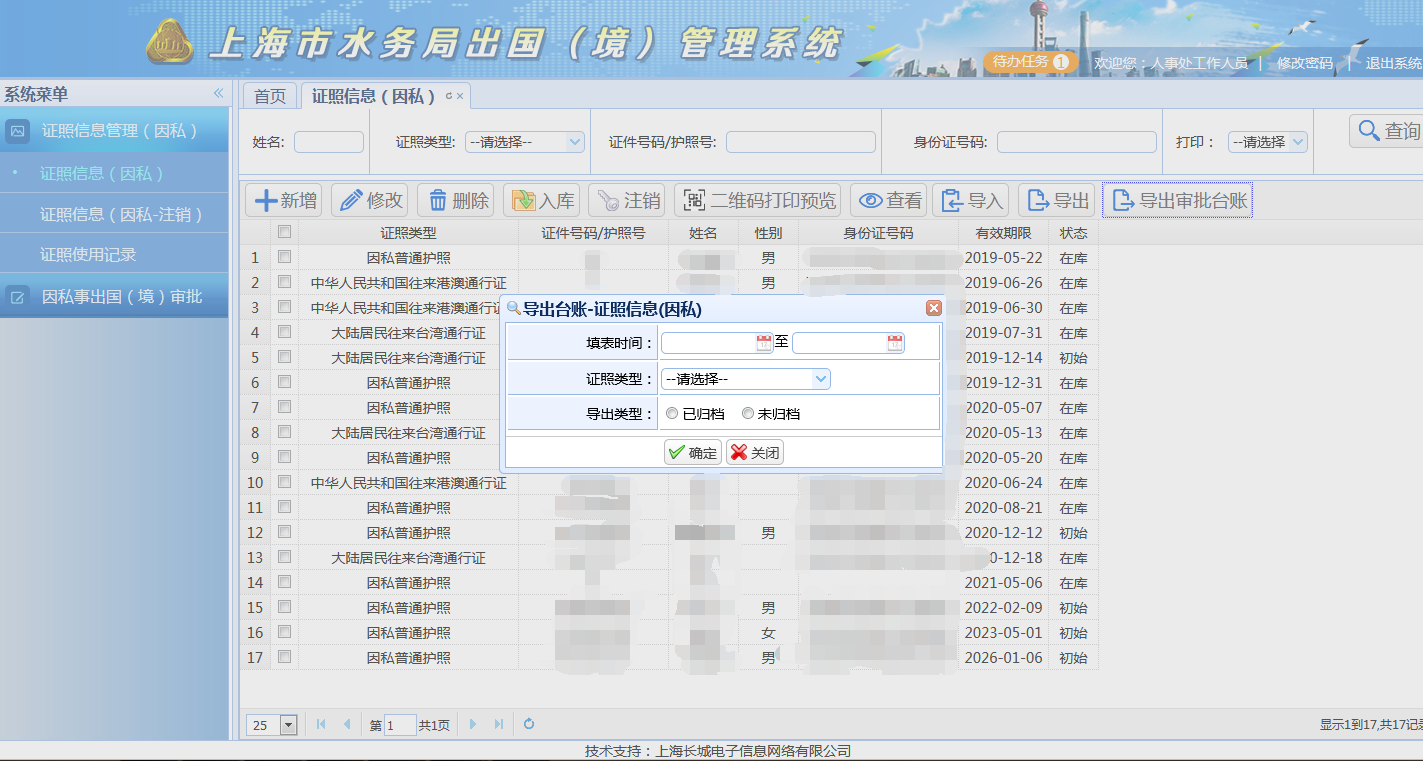 上海市水务局出国（境）管理系统
待办任务 1 欢迎您：人事处工作人员 | 修改密码 | 退出系统
系统菜单 «
首页 证照信息（因私）
证照信息管理（因私）
证照信息（因私）
证照信息（因私-注销）
证照使用记录
因私事出国（境）审批
姓名: 证照类型: --请选择-- 证件号码/护照号: 身份证号码: 打印： --请选择 查询
新增 修改 删除 入库 注销 二维码打印预览 查看 导入 导出 导出审批台账
证照类型 证件号码/护照号 姓名 性别 身份证号码 有效期限 状态
1 因私普通护照 男 2019-05-22 在库
2 中华人民共和国往来港澳通行证 男 2019-06-26 在库
3 中华人民共和国往来港澳通行证 2019-06-30 在库
4 大陆居民往来台湾通行证 2019-07-31 在库
5 大陆居民往来台湾通行证 2019-12-14 初始
6 因私普通护照 2019-12-31 在库
7 因私普通护照 2020-05-07 在库
8 大陆居民往来台湾通行证 2020-05-13 在库
9 因私普通护照 2020-05-20 在库
10 中华人民共和国往来港澳通行证 2020-06-24 在库
11 因私普通护照 2020-08-21 在库
12 因私普通护照 男 2020-12-12 初始
13 大陆居民往来台湾通行证 0-12-18 在库
14 因私普通护照 2021-05-06 在库
15 因私普通护照 男 2022-02-09 初始
16 因私普通护照 女 2023-05-01 初始
17 因私普通护照 男 2026-01-06 初始
导出台账-证照信息(因私)
填表时间： 至
证照类型： --请选择--
导出类型： 已归档 未归档
确定 关闭
25 第 1 共1页 显示1到17,共17记录
技术支持：上海长城电子信息网络有限公司